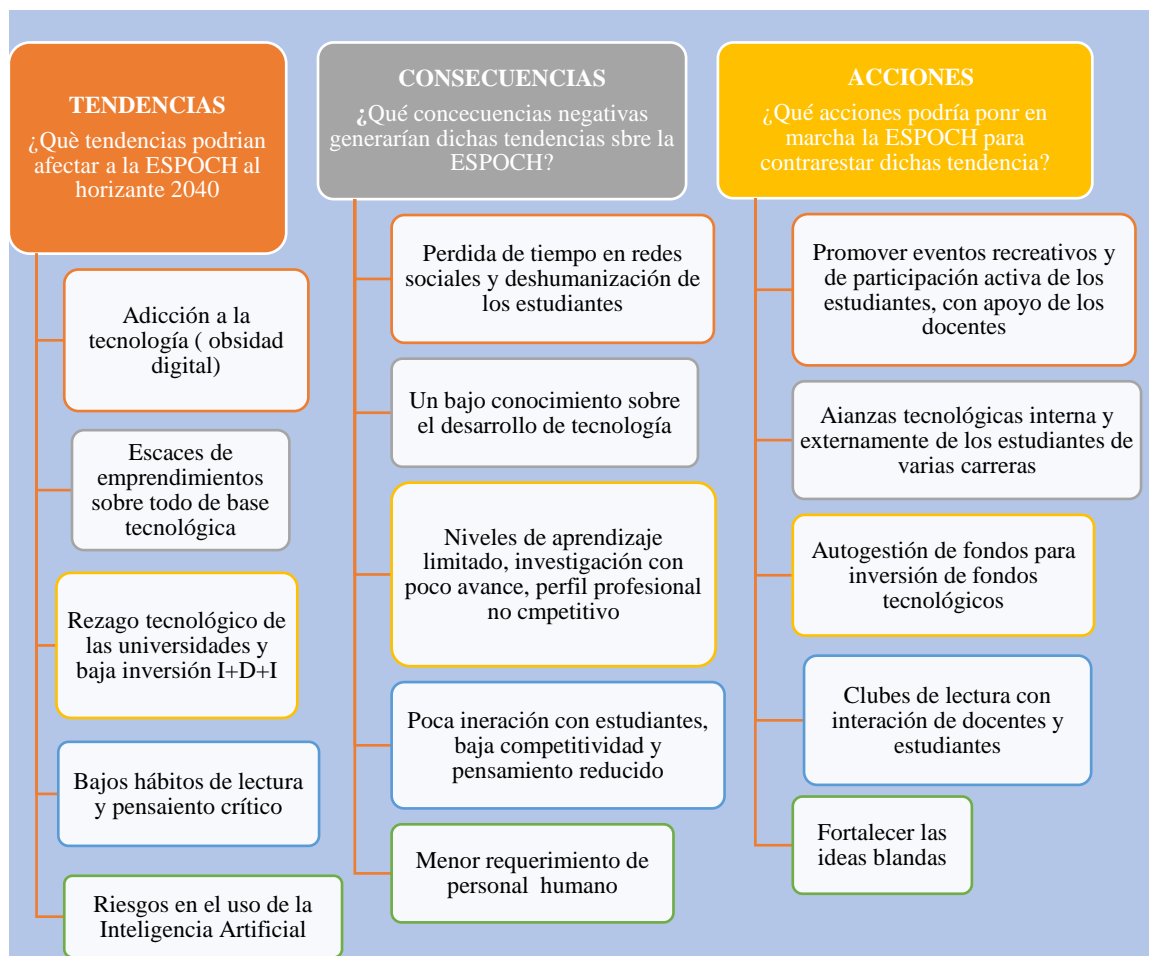 TENDENCIAS
¿Què tendencias podrian
afectar a la ESPOCH al
horizante 2040
Adicción a la
tecnología ( obsidad
digital)
Escaces de
emprendimientos
sobre todo de base
tecnológica
Rezago tecnológico de
las universidades y
baja inversión I+D+I
Bajos hábitos de lectura
y pensaiento crítico
Riesgos en el uso de la
Inteligencia Artificial
CONSECUENCIAS
¿Qué concecuencias negativas
generarían dichas tendencias sbre la
ESPOCH?
Perdida de tiempo en redes
sociales y deshumanización de
los estudiantes
Un bajo conocimiento sobre
el desarrollo de tecnología
Niveles de aprendizaje
limitado, investigación con
poco avance, perfil profesional
no cmpetitivo
Poca ineración con estudiantes,
baja competitividad y
pensamiento reducido
Menor requerimiento de
personal humano
ACCIONES
¿Qué acciones podría ponr en
marcha la ESPOCH para
contrarestar dichas tendencia?
Promover eventos recreativos y
de participación activa de los
estudiantes, con apoyo de los
docentes
Aianzas tecnológicas interna y
externamente de los estudiantes de
varias carreras
Autogestión de fondos para
inversión de fondos
tecnológicos
Clubes de lectura con
interación de docentes y
estudiantes
Fortalecer las
ideas blandas